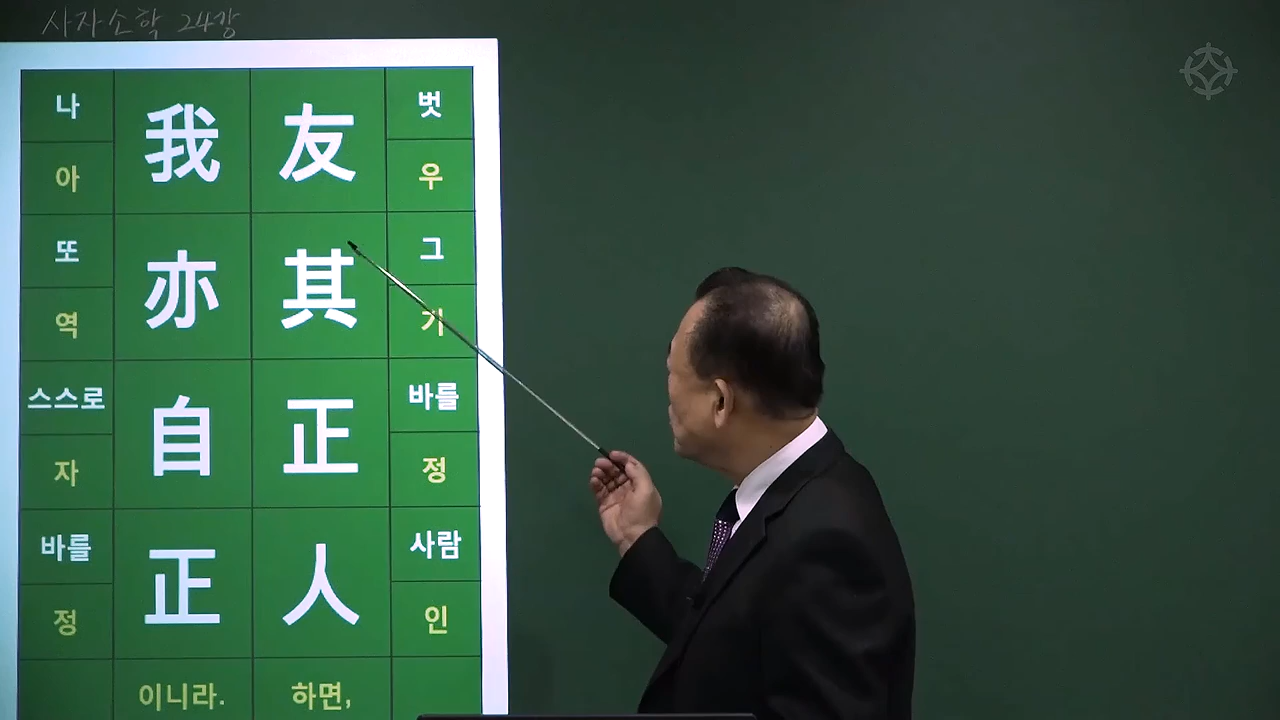 사자소학 24강
友 벗 우
其 그 기
正 바를 정
人 사람 인
하면,
我 나 아
亦 또 역
自 스스로 자
正 바를 정
이니라.